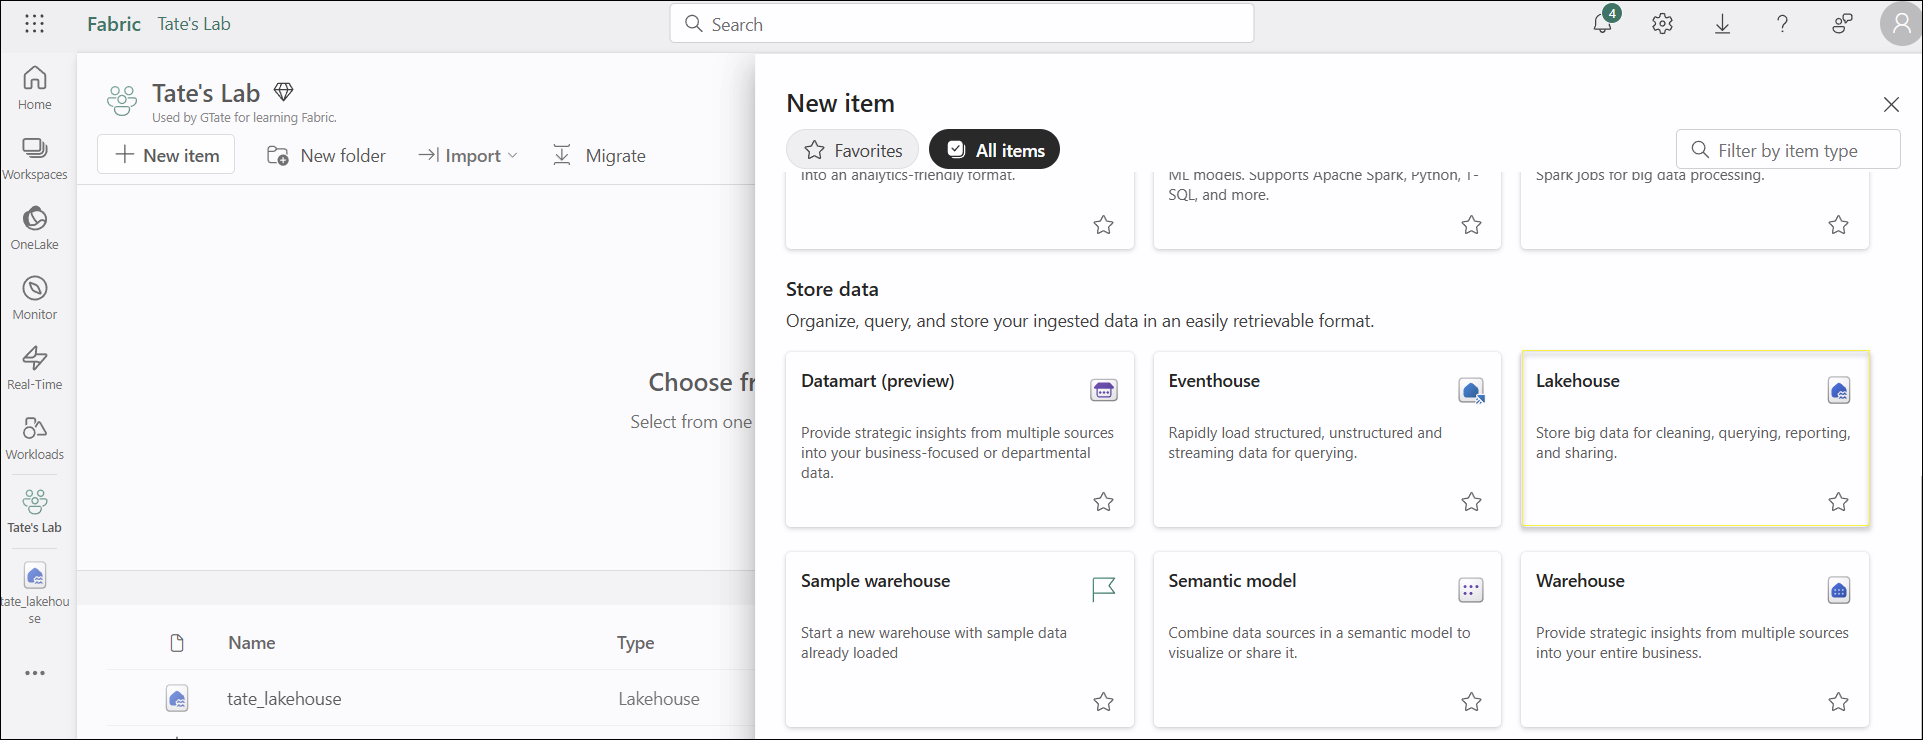 Fabric Tate's Lab
Search
4
Home
Workspaces
OneLake
Monitor
Real-Time
Workloads
Tate's Lab
tate_lakehou
se
Tate's Lab
Used by GTate for learning Fabric.
New item
New folder
Import
Migrate
Choose fr
Select from one
Name Type
tate_lakehouse Lakehouse
New item
Favorites
All items
Filter by item type
into an analytics-friendly format.
ML models. Supports Apache Spark, Python, T-
SQL, and more.
Spark jobs for big data processing.
Store data
Organize, query, and store your ingested data in an easily retrievable format.
Datamart (preview)
Provide strategic insights from multiple sources
into your business-focused or departmental
data.
Eventhouse
Rapidly load structured, unstructured and
streaming data for querying.
Lakehouse
Store big data for cleaning, querying, reporting,
and sharing.
Sample warehouse
Start a new warehouse with sample data
already loaded
Semantic model
Combine data sources in a semantic model to
visualize or share it.
Warehouse
Provide strategic insights from multiple sources
into your entire business.